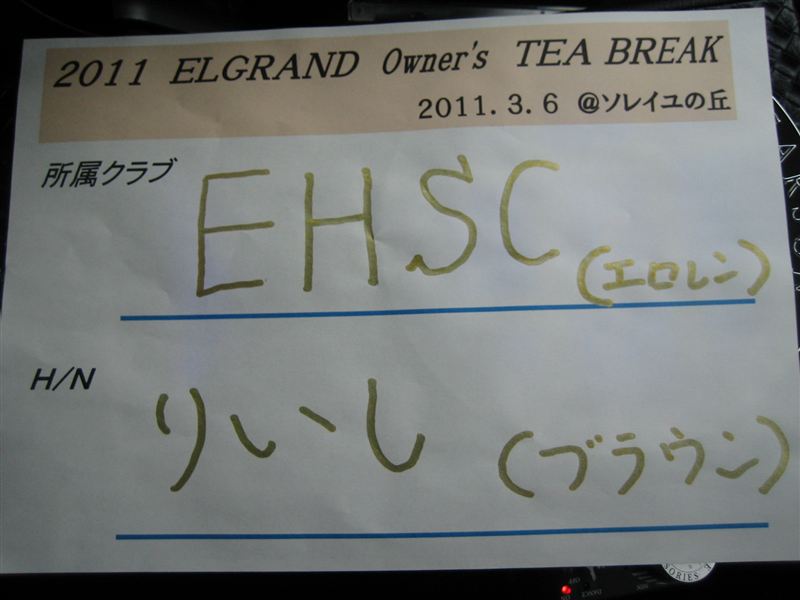 2011 ELGRAND Owner's TEA BREAK
2011.3.6 @ソレイユの丘
所属クラブ
EHSC (エロレン)
H/N
りいし (ブラウン)